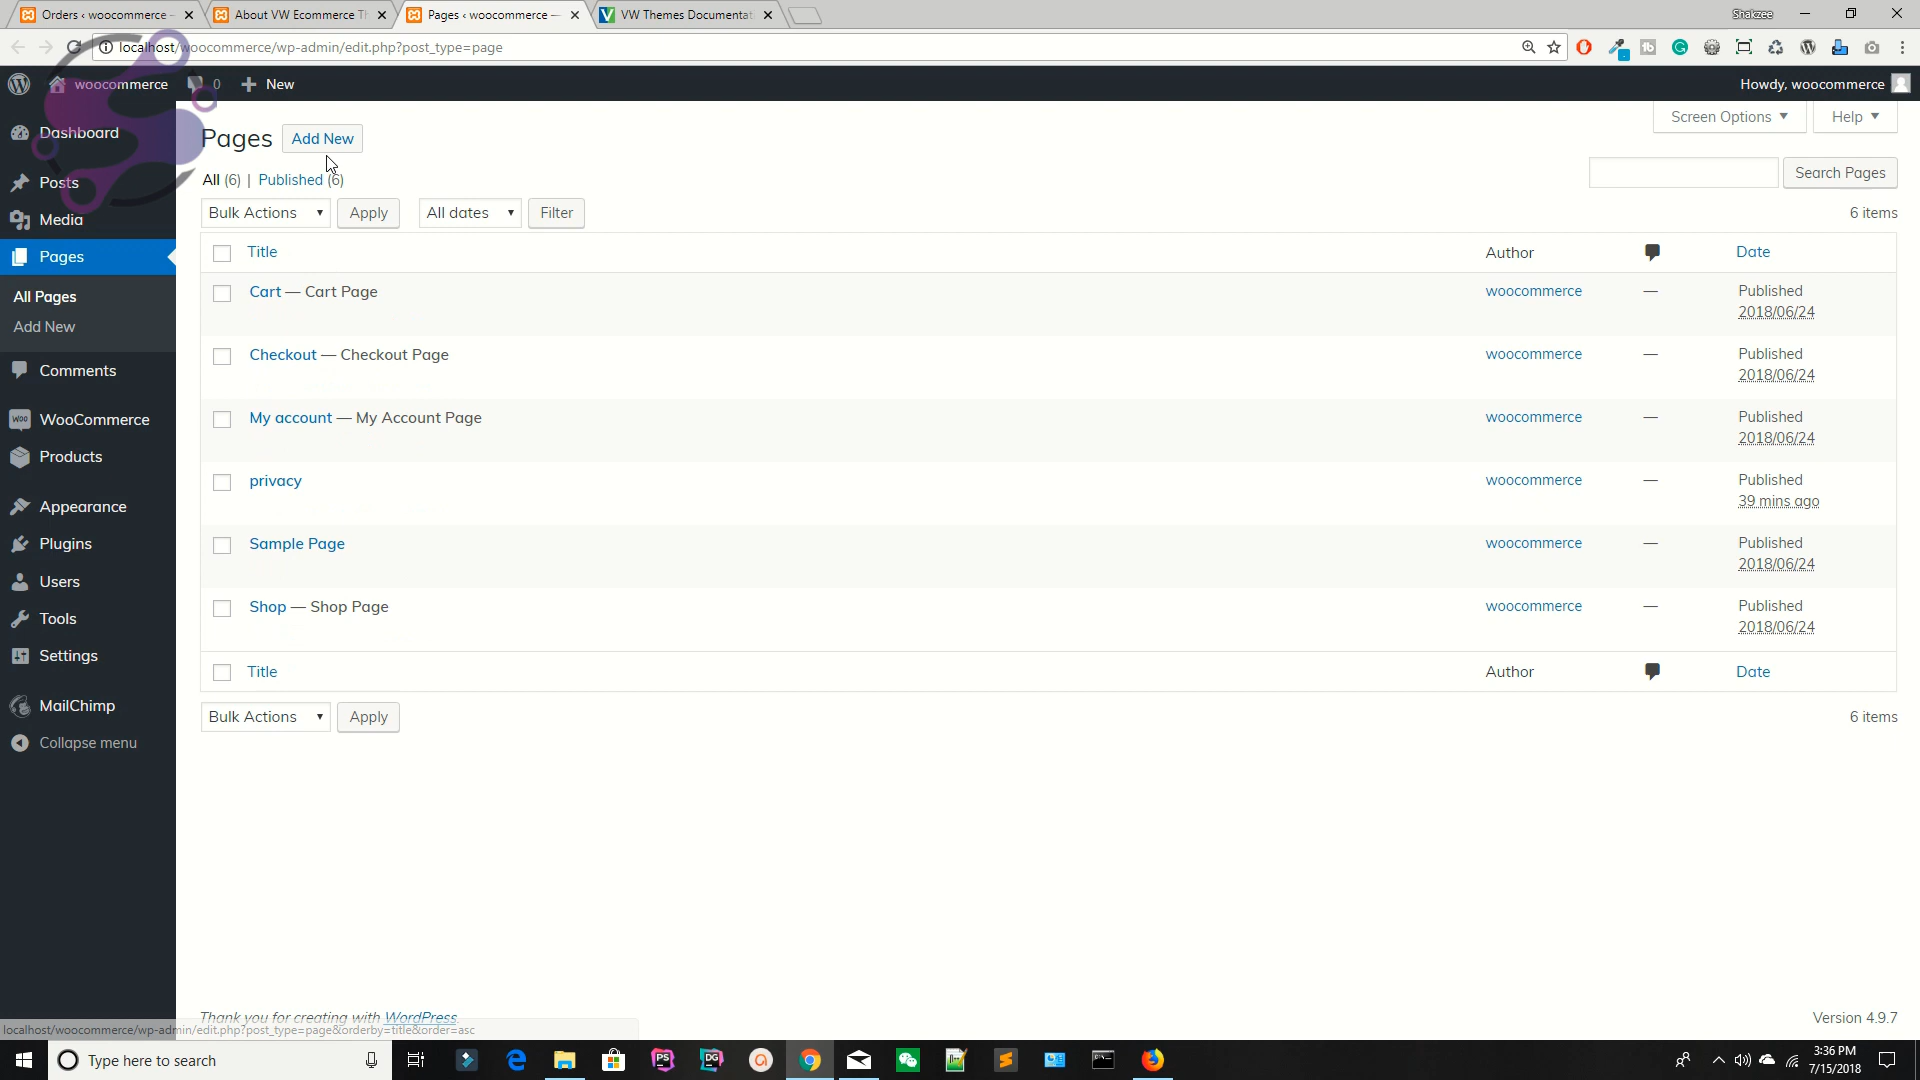 Orders ‹ woocommerce –
About VW Ecommerce Th
Pages ‹ woocommerce —
VW Themes Documentat
Shakzee
localhost/woocommerce/wp-admin/edit.php?post_type=page
woocommerce
0
New
Howdy, woocommerce
Dashboard
Posts
Media
Pages
All Pages
Add New
Comments
WooCommerce
Products
Appearance
Plugins
Users
Tools
Settings
MailChimp
Collapse menu
Pages
Add New
Screen Options
Help
All (6) | Published (6)
Search Pages
Bulk Actions
Apply
All dates
Filter
6 items
Title
Author
Date
Cart — Cart Page
woocommerce
—
Published
2018/06/24
Checkout — Checkout Page
woocommerce
—
Published
2018/06/24
My account — My Account Page
woocommerce
—
Published
2018/06/24
privacy
woocommerce
—
Published
39 mins ago
Sample Page
woocommerce
—
Published
2018/06/24
Shop — Shop Page
woocommerce
—
Published
2018/06/24
Title
Author
Date
Bulk Actions
Apply
6 items
Thank you for creating with WordPress.
Version 4.9.7
localhost/woocommerce/wp-admin/edit.php?post_type=page&orderby=title&order=asc
Type here to search
PS
DG
3:36 PM
7/15/2018